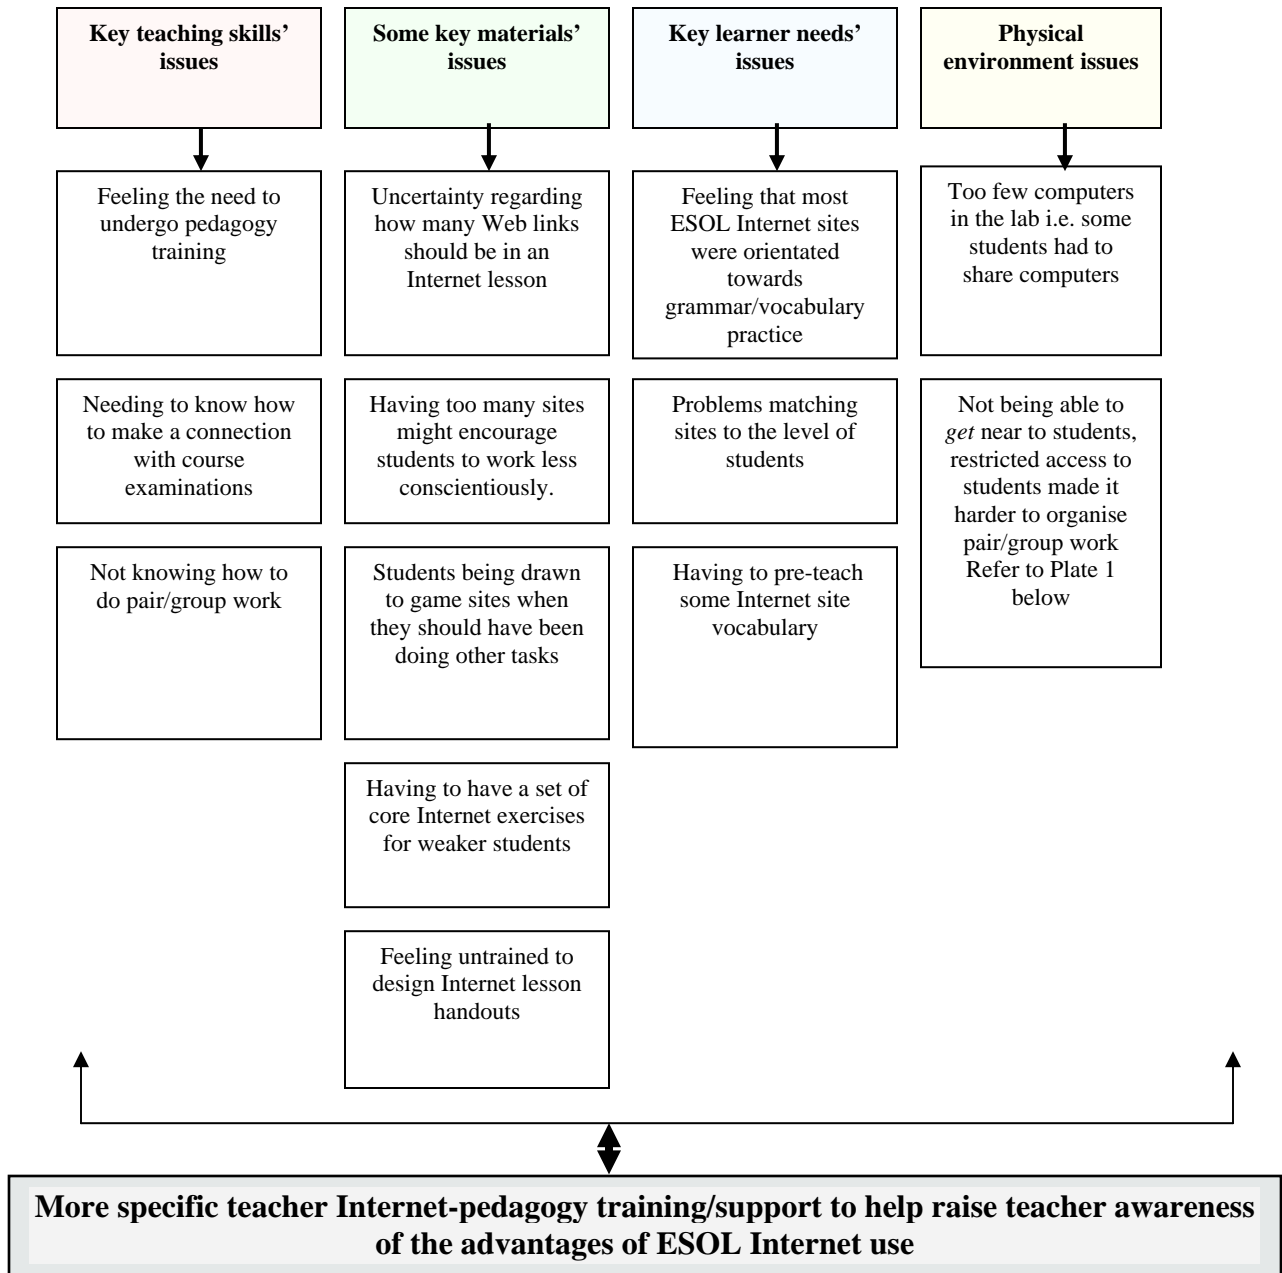 Key teaching skills’
issues
Some key materials’
issues
Key learner needs’
issues
Physical
environment issues
Feeling the need to
undergo pedagogy
training
Uncertainty regarding
how many Web links
should be in an
Internet lesson
Feeling that most
ESOL Internet sites
were orientated
towards
grammar/vocabulary
practice
Too few computers
in the lab i.e. some
students had to
share computers
Needing to know how
to make a connection
with course
examinations
Having too many sites
might encourage
students to work less
conscientiously.
Problems matching
sites to the level of
students
Not being able to
get near to students,
restricted access to
students made it
harder to organise
pair/group work
Refer to Plate 1
below
Not knowing how to
do pair/group work
Students being drawn
to game sites when
they should have been
doing other tasks
Having to pre-teach
some Internet site
vocabulary
Having to have a set of
core Internet exercises
for weaker students
Feeling untrained to
design Internet lesson
handouts
More specific teacher Internet-pedagogy training/support to help raise teacher awareness
of the advantages of ESOL Internet use